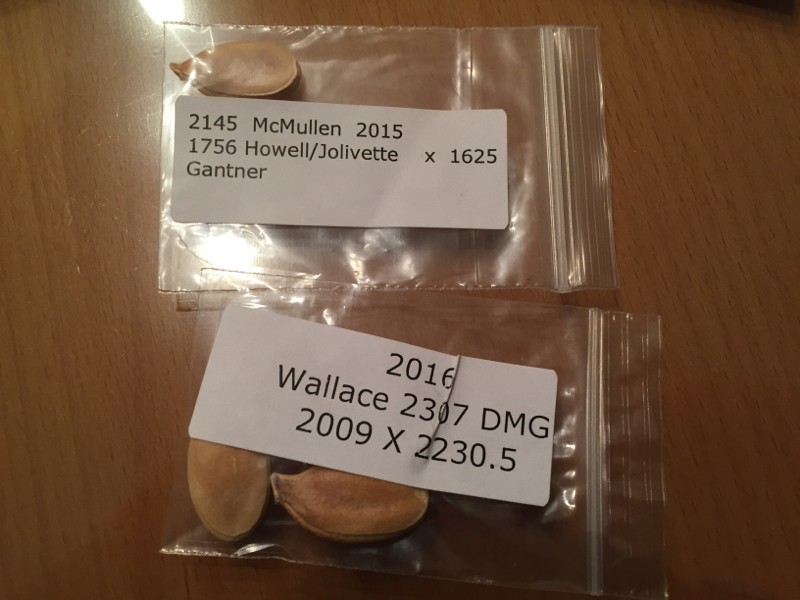 2145 McMullen 2015
1756 Howell/Jolivette x 1625
Gantner
2016
Wallace 2307 DMG
2009 X 2230.5